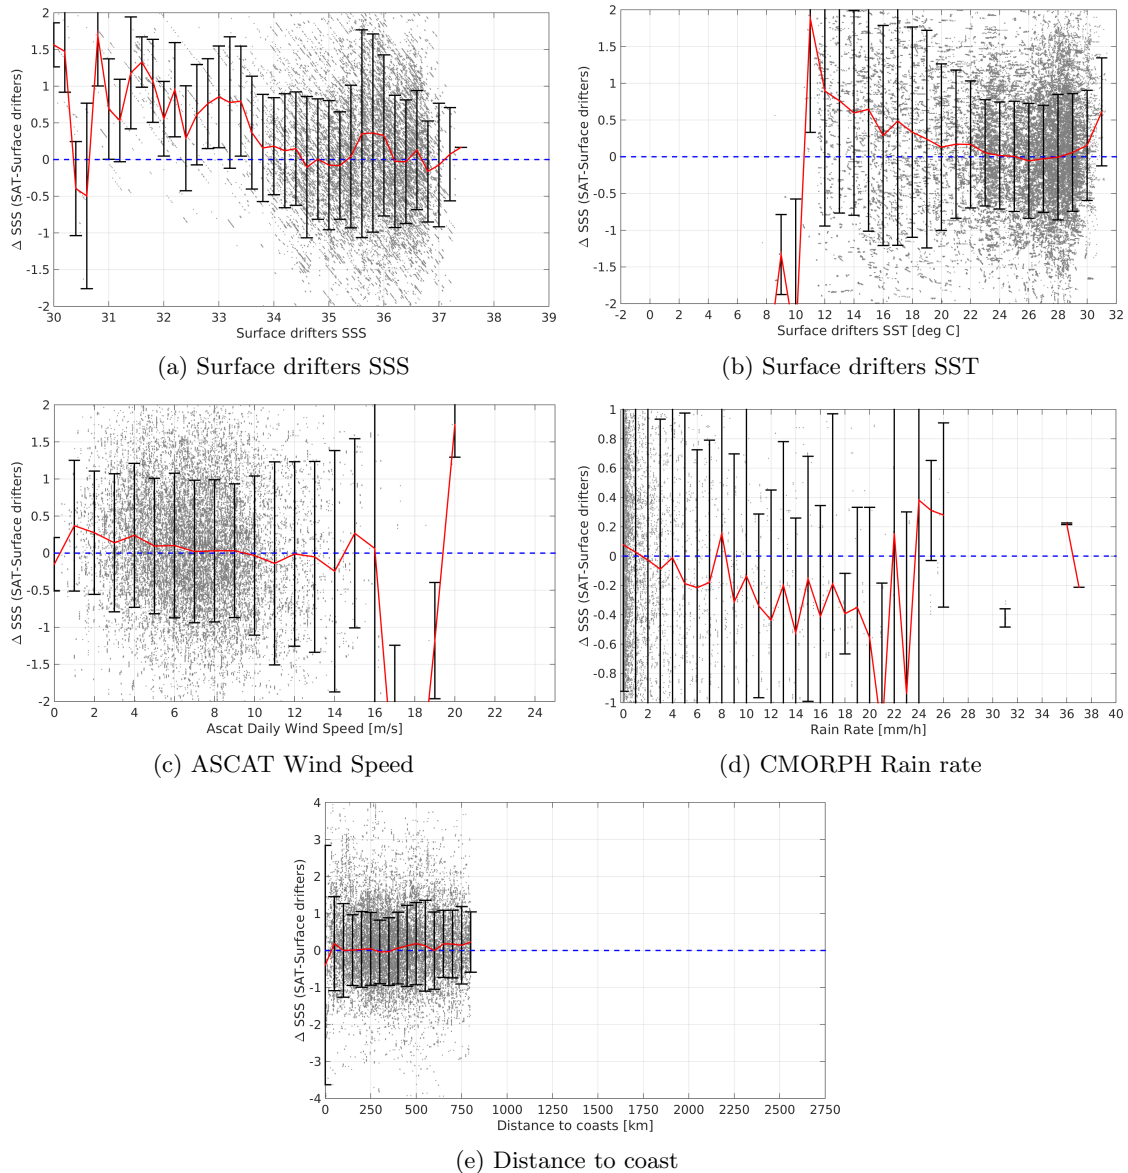 2
1.5
1
0.5
0
-0.5
-1
-1.5
-2
Δ SSS (SAT-Surface drifters)
30 31 32 33 34 35 36 37 38 39
Surface drifters SSS
(a) Surface drifters SSS
2
1.5
1
0.5
0
-0.5
-1
-1.5
-2
Δ SSS (SAT-Surface drifters)
-2 0 2 4 6 8 10 12 14 16 18 20 22 24 26 28 30 32
Surface drifters SST [deg C]
(b) Surface drifters SST
2
1.5
1
0.5
0
-0.5
-1
-1.5
-2
Δ SSS (SAT-Surface drifters)
0 2 4 6 8 10 12 14 16 18 20 22 24
Ascat Daily Wind Speed [m/s]
(c) ASCAT Wind Speed
1
0.8
0.6
0.4
0.2
0
-0.2
-0.4
-0.6
-0.8
-1
Δ SSS (SAT-Surface drifters)
0 2 4 6 8 10 12 14 16 18 20 22 24 26 28 30 32 34 36 38 40
Rain Rate [mm/h]
(d) CMORPH Rain rate
4
3
2
1
0
-1
-2
-3
-4
Δ SSS (SAT-Surface drifters)
0 250 500 750 1000 1250 1500 1750 2000 2250 2500 2750
Distance to coasts [km]
(e) Distance to coast